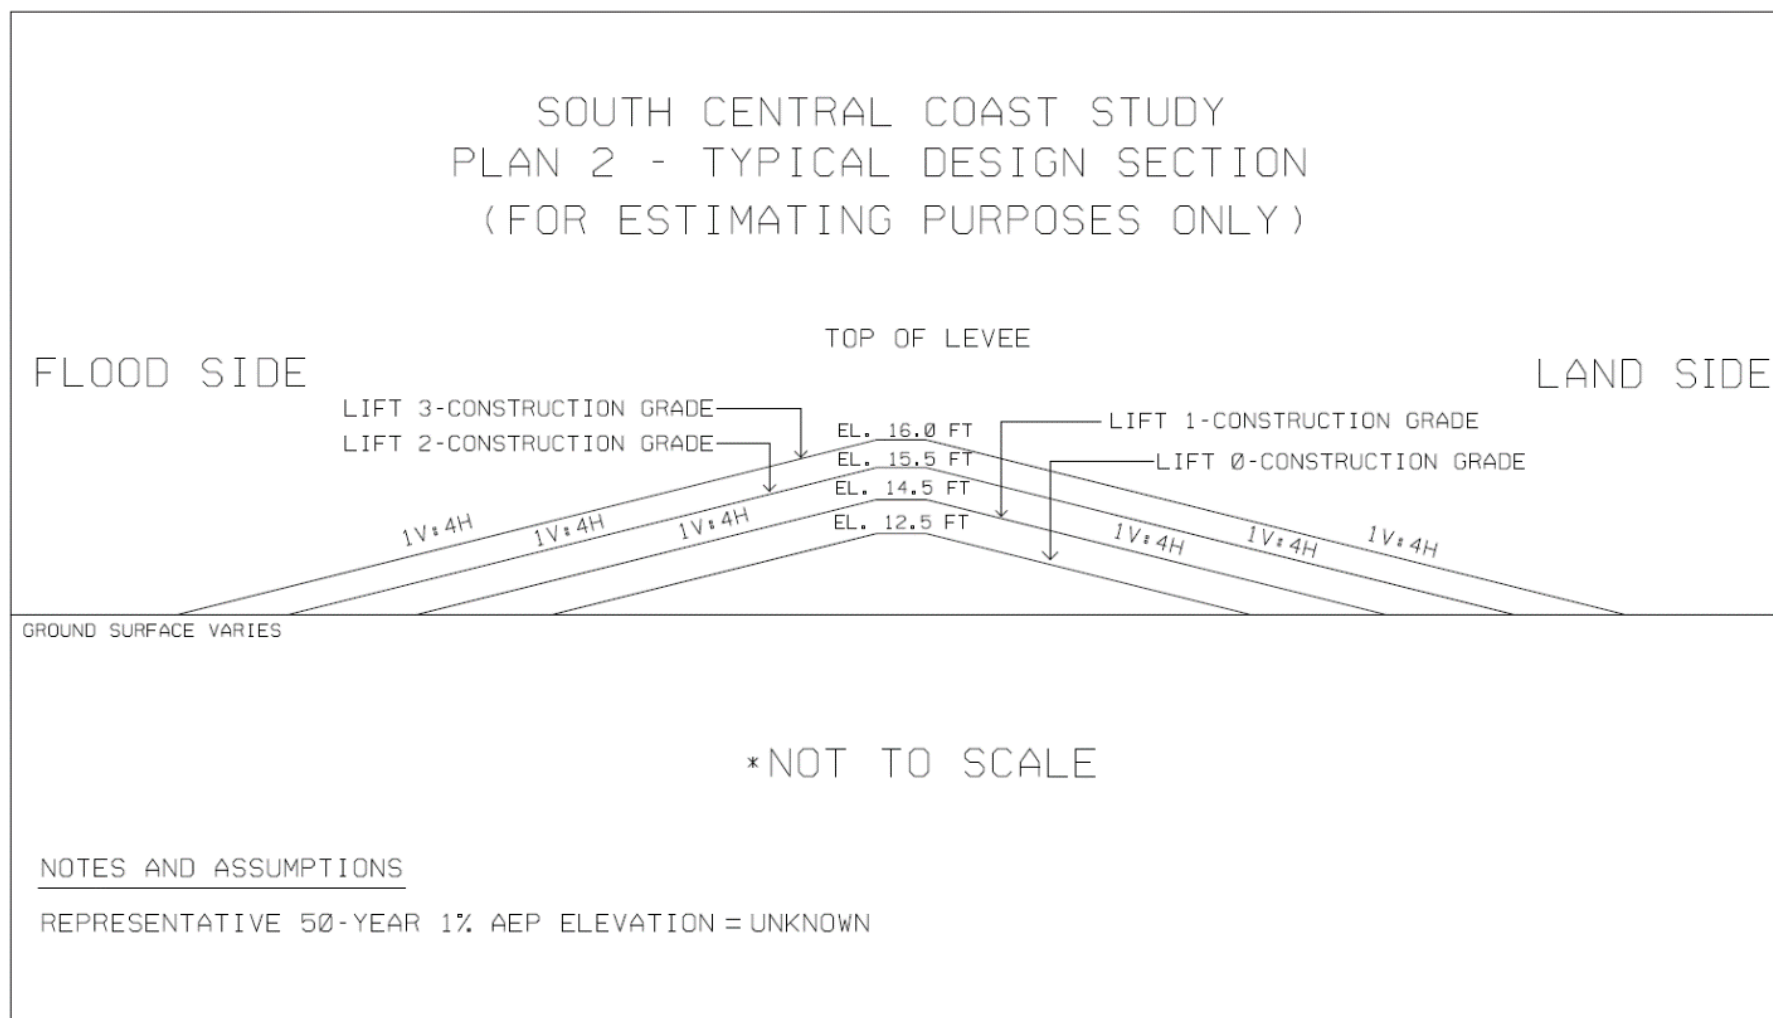 SOUTH CENTRAL COAST STUDY
PLAN 2 - TYPICAL DESIGN SECTION
(FOR ESTIMATING PURPOSES ONLY)
TOP OF LEVEE
FLOOD SIDE
LAND SIDE
LIFT 3-CONSTRUCTION GRADE
LIFT 2-CONSTRUCTION GRADE
LIFT 1-CONSTRUCTION GRADE
LIFT 0-CONSTRUCTION GRADE
EL. 16.0 FT
EL. 15.5 FT
EL. 14.5 FT
EL. 12.5 FT
1V:4H
1V:4H
1V:4H
1V:4H
1V:4H
1V:4H
GROUND SURFACE VARIES
*NOT TO SCALE
NOTES AND ASSUMPTIONS
REPRESENTATIVE 50-YEAR 1% AEP ELEVATION = UNKNOWN